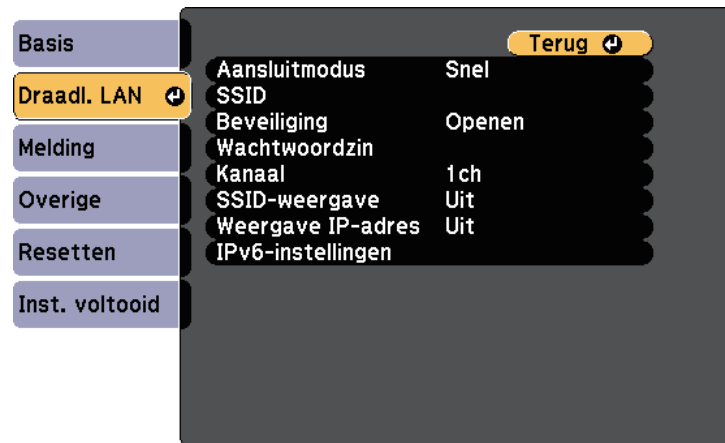 Basis
Draadl. LAN
Melding
Overige
Resetten
Inst. voltooid
Terug
Aansluitmodus Snel
SSID
Beveiliging Openen
Wachtwoordzin
Kanaal 1ch
SSID-weergave Uit
Weergave IP-adres Uit
IPv6-instellingen